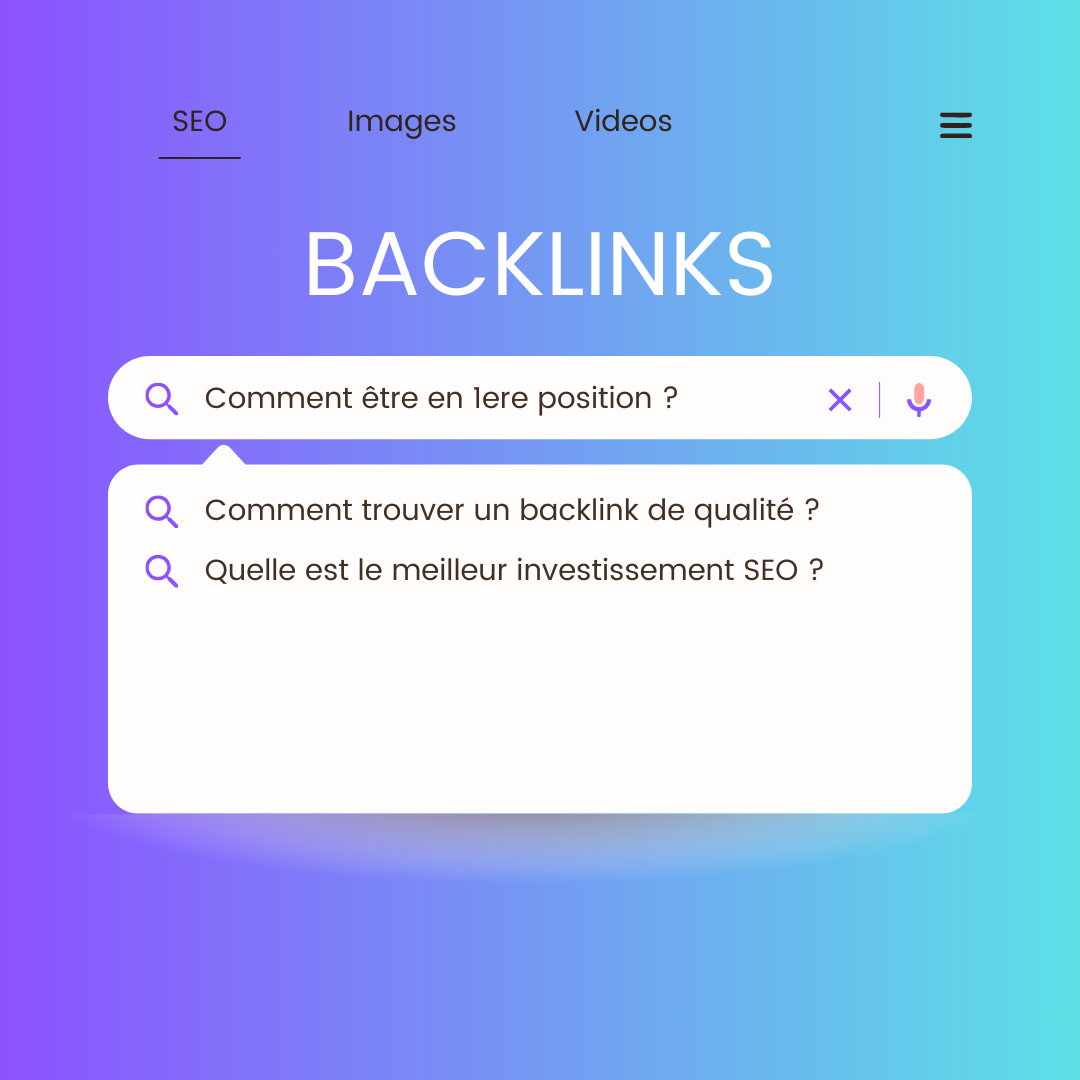 SEO Images Videos
BACKLINKS
Comment être en 1ere position ?
Comment trouver un backlink de qualité ?
Quelle est le meilleur investissement SEO ?